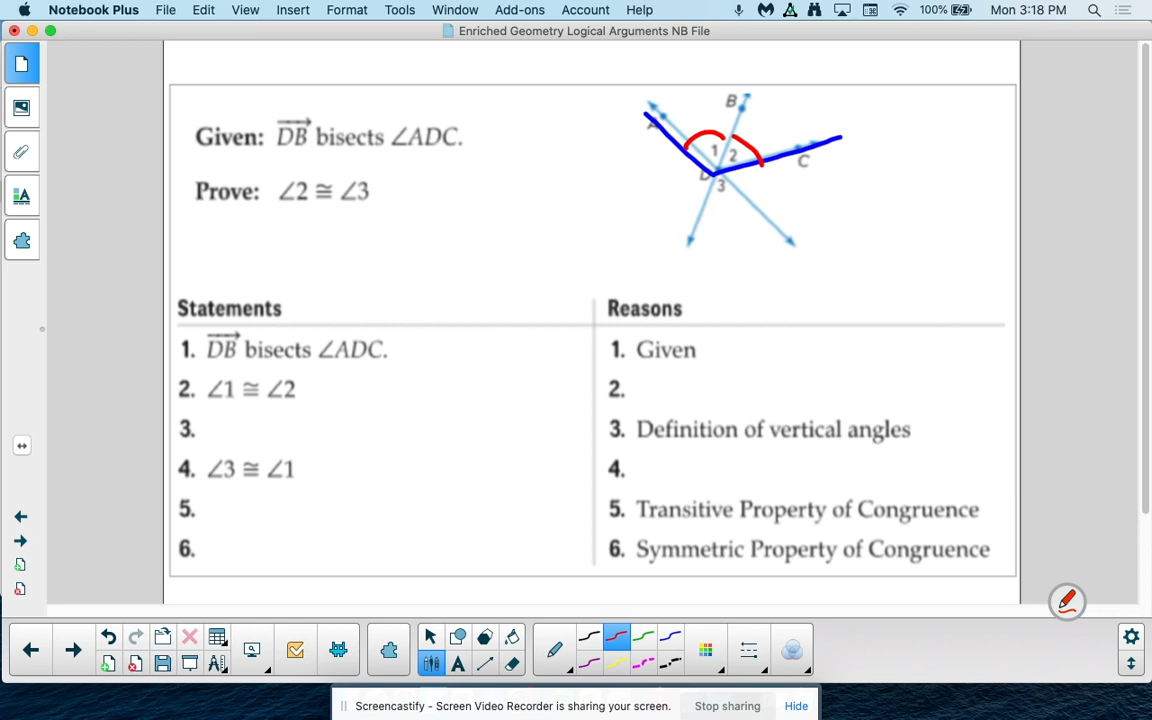 Notebook Plus File Edit View Insert Format Tools Window Add-ons Account Help 100% Mon 3:18 PM
Enriched Geometry Logical Arguments NB File
Given: DB bisects ∠ADC.
Prove: ∠2 ≅ ∠3
B
A
1 2
C
D
3
Statements Reasons
1. DB bisects ∠ADC. 1. Given
2. ∠1 ≅ ∠2 2.
3. 3. Definition of vertical angles
4. ∠3 ≅ ∠1 4.
5. 5. Transitive Property of Congruence
6. 6. Symmetric Property of Congruence
Screencastify - Screen Video Recorder is sharing your screen. Stop sharing Hide